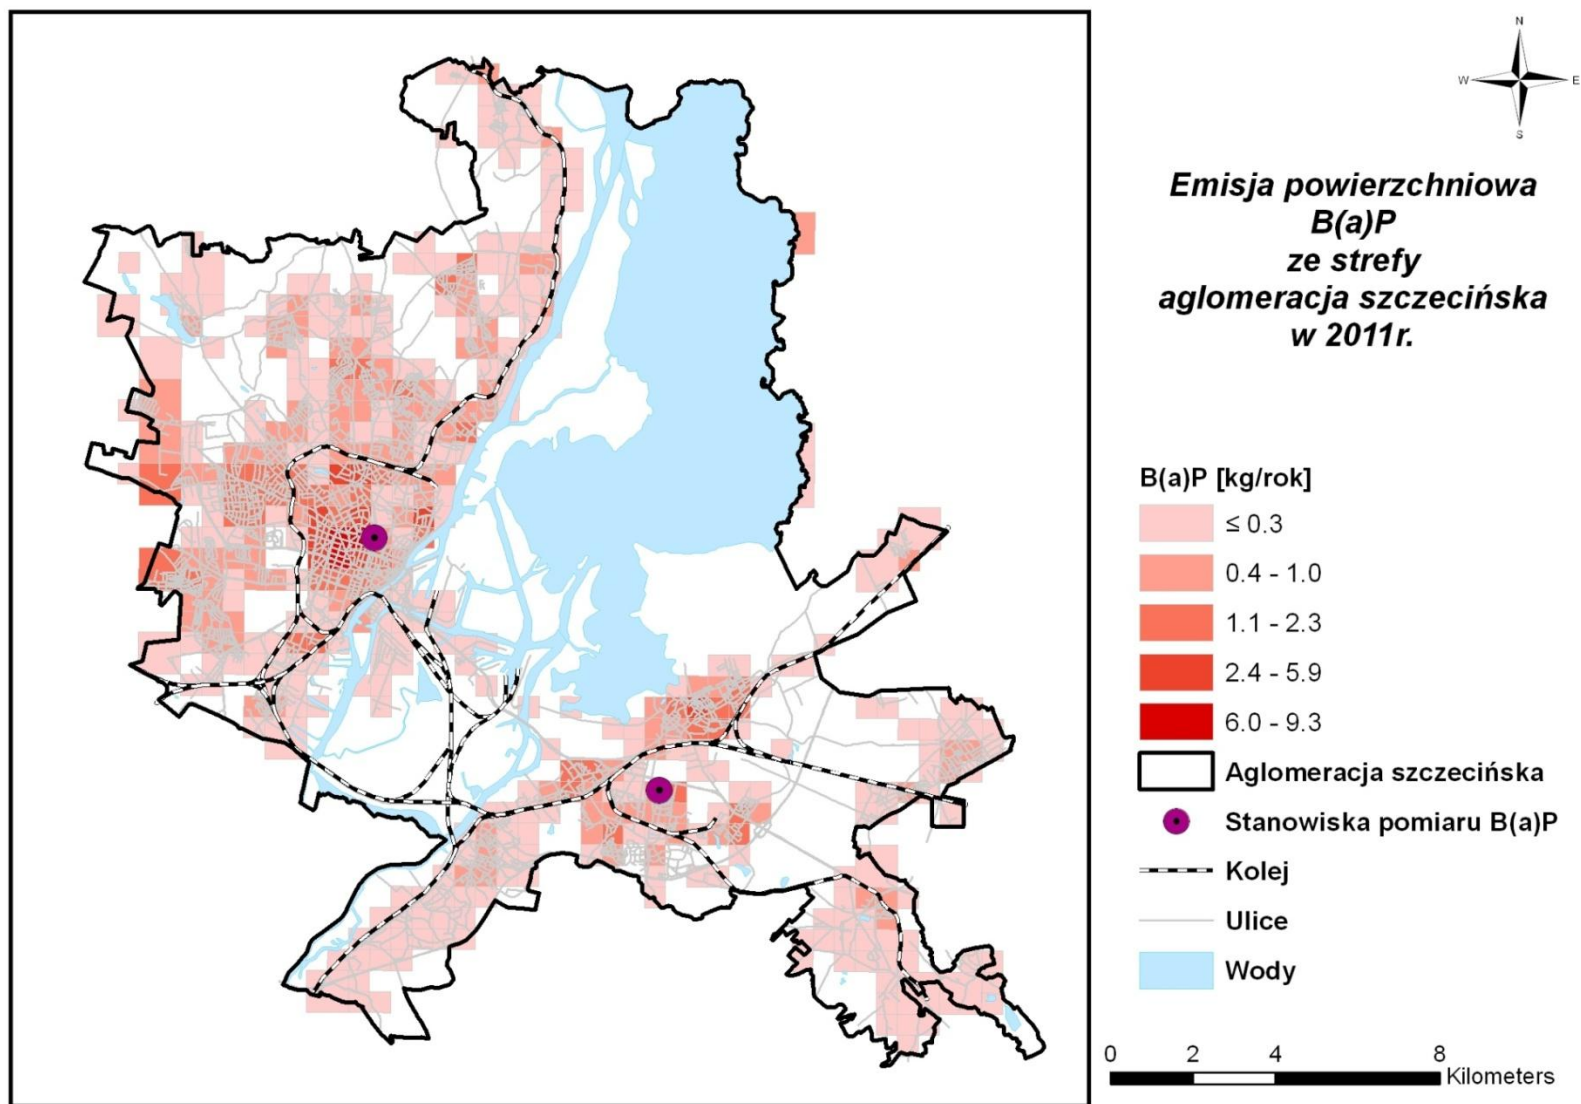 N
W
E
S
Emisja powierzchniowa
B(a)P
ze strefy
aglomeracja szczecińska
w 2011r.
B(a)P [kg/rok]
≤ 0.3
0.4 - 1.0
1.1 - 2.3
2.4 - 5.9
6.0 - 9.3
Aglomeracja szczecińska
Stanowiska pomiaru B(a)P
Kolej
Ulice
Wody
0 2 4 8
Kilometers